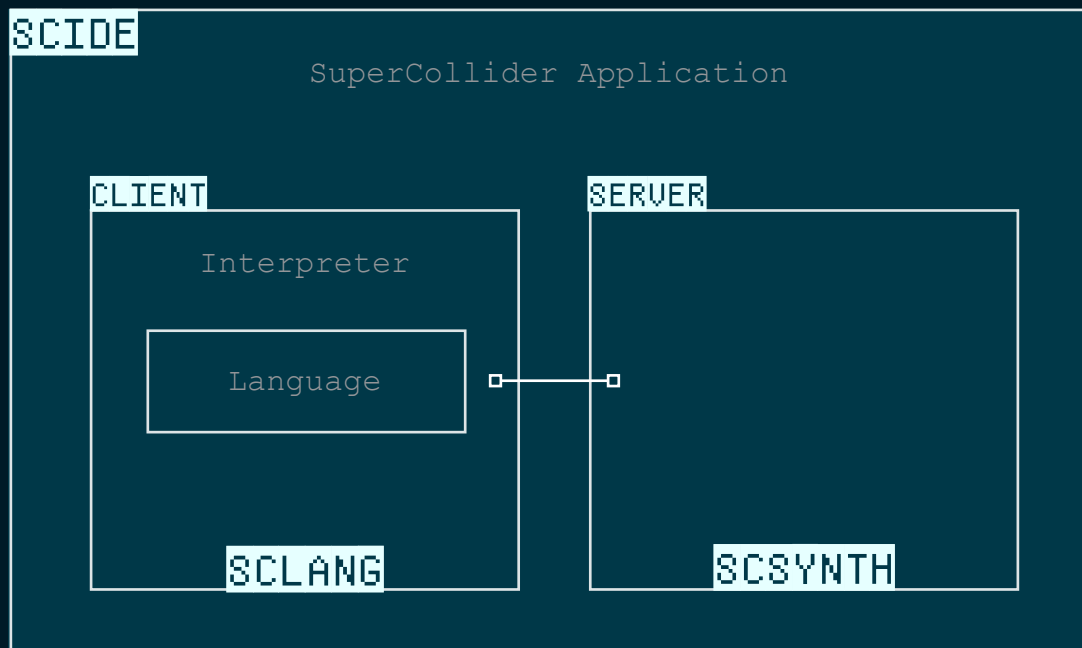 SCIDE
SuperCollider Application
CLIENT
SERVER
Interpreter
Language
SCLANG
SCSYNTH